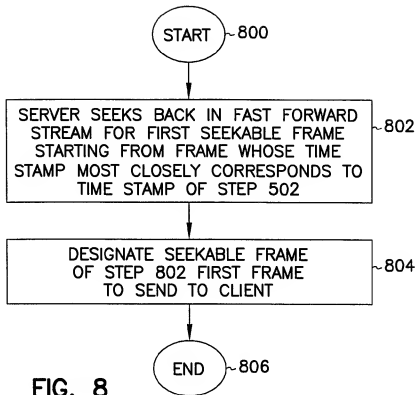 START
800
SERVER SEEKS BACK IN FAST FORWARD
STREAM FOR FIRST SEEKABLE FRAME
STARTING FROM FRAME WHOSE TIME
STAMP MOST CLOSELY CORRESPONDS TO
TIME STAMP OF STEP 502
802
DESIGNATE SEEKABLE FRAME
OF STEP 802 FIRST FRAME
TO SEND TO CLIENT
804
END
806
FIG. 8